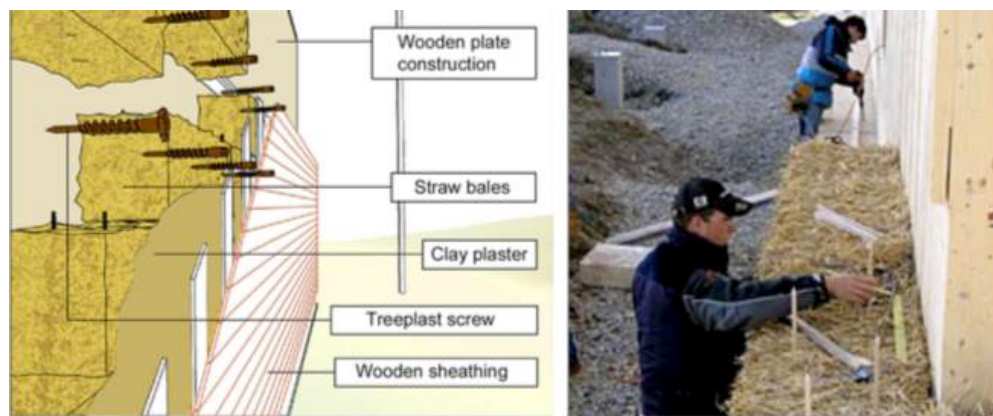 Wooden plate
construction
Straw bales
Clay plaster
Treeplast screw
Wooden sheathing